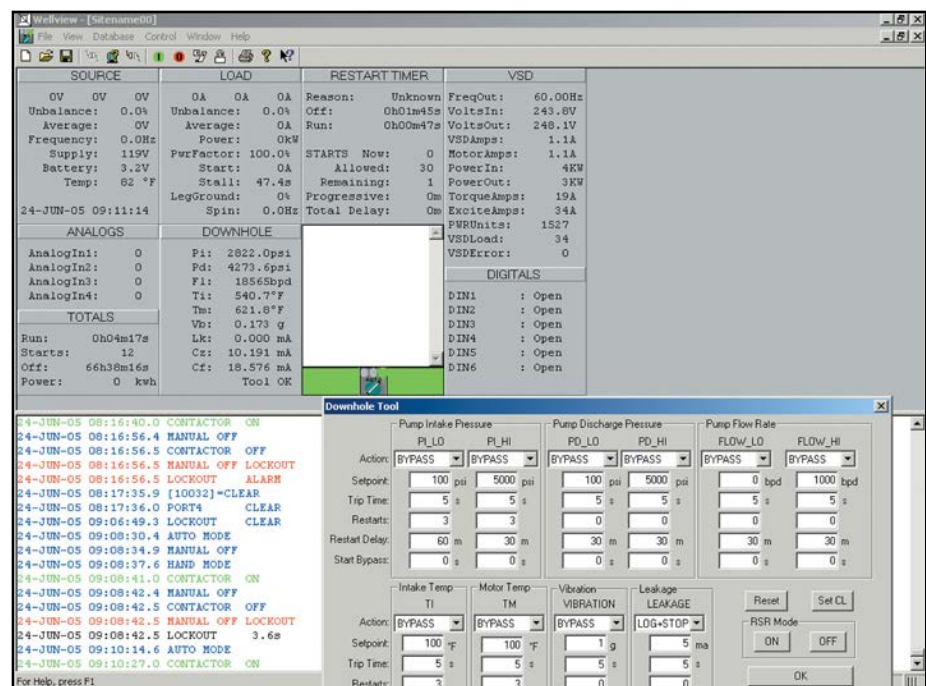 Wellview - [Sitename00]
File View Database Control Window Help
SOURCE
0V 0V 0V
Unbalance: 0.0%
Average: 0V
Frequency: 0.0Hz
Supply: 119V
Battery: 3.2V
Temp: 82 °F
24-JUN-05 09:11:14
LOAD
0A 0A 0A
Unbalance: 0.0%
Average: 0A
Power: 0kW
PwrFactor: 100.0%
Start: 0A
Stall: 47.4s
LegGround: 0%
Spin: 0.0Hz
RESTART TIMER
Reason: Unknown
Off: 0h01m45s
Run: 0h00m47s
STARTS Now: 0
Allowed: 30
Remaining: 1
Progressive: 0m
Total Delay: 0m
VSD
FreqOut: 60.00Hz
VoltsIn: 243.8V
VoltsOut: 248.1V
VSDAmps: 1.1A
MotorAmps: 1.1A
PowerIn: 4KW
PowerOut: 3KW
TorqueAmps: 19A
ExciteAmps: 34A
PWRUnits: 1527
VSDLoad: 34
VSDError: 0
ANALOGS
AnalogIn1: 0
AnalogIn2: 0
AnalogIn3: 0
AnalogIn4: 0
TOTALS
Run: 0h04m17s
Starts: 12
Off: 66h38m16s
Power: 0 kwh
DOWNHOLE
Pi: 2822.0psi
Pd: 4273.6psi
Fl: 18565bpd
Ti: 540.7°F
Tm: 621.8°F
Vb: 0.173 g
Lk: 0.000 mA
Cz: 10.191 mA
Cf: 18.576 mA
Tool OK
DIGITALS
DIN1 : Open
DIN2 : Open
DIN3 : Open
DIN4 : Open
DIN5 : Open
DIN6 : Open
24-JUN-05 08:16:40.0 CONTACTOR ON
24-JUN-05 08:16:56.4 MANUAL OFF
24-JUN-05 08:16:56.5 CONTACTOR OFF
24-JUN-05 08:16:56.5 MANUAL OFF LOCKOUT
24-JUN-05 08:16:56.5 LOCKOUT ALARM
24-JUN-05 08:17:35.9 [10032]=CLEAR
24-JUN-05 08:17:36.0 PORT4 CLEAR
24-JUN-05 09:06:49.3 LOCKOUT CLEAR
24-JUN-05 09:08:30.4 AUTO MODE
24-JUN-05 09:08:34.9 MANUAL OFF
24-JUN-05 09:08:37.6 HAND MODE
24-JUN-05 09:08:41.0 CONTACTOR ON
24-JUN-05 09:08:42.4 MANUAL OFF
24-JUN-05 09:08:42.5 CONTACTOR OFF
24-JUN-05 09:08:42.5 MANUAL OFF LOCKOUT
24-JUN-05 09:08:42.5 LOCKOUT 3.6s
24-JUN-05 09:10:14.6 AUTO MODE
24-JUN-05 09:10:27.0 CONTACTOR ON
For Help, press F1
Downhole Tool
Pump Intake Pressure Pump Discharge Pressure Pump Flow Rate
PI_LO PI_HI PD_LO PD_HI FLOW_LO FLOW_HI
Action: BYPASS BYPASS BYPASS BYPASS BYPASS BYPASS
Setpoint: 100 psi 5000 psi 100 psi 5000 psi 0 bpd 1000 bpd
Trip Time: 5 s 5 s 5 s 5 s 5 s 5 s
Restarts: 3 3 0 0 0 0
Restart Delay: 60 m 30 m 30 m 30 m 30 m 30 m
Start Bypass: 0 s 0 s 0 s 0 s 0 s 0 s
Intake Temp Motor Temp Vibration Leakage
TI TM VIBRATION LEAKAGE
Action: BYPASS BYPASS BYPASS LOG+STOP
Setpoint: 100 °F 100 °F 1 g 5 ma
Trip Time: 5 s 5 s 5 s 5 s
Restarts: 3 3 0 0
Reset Set CL
RSR Mode
ON OFF
OK